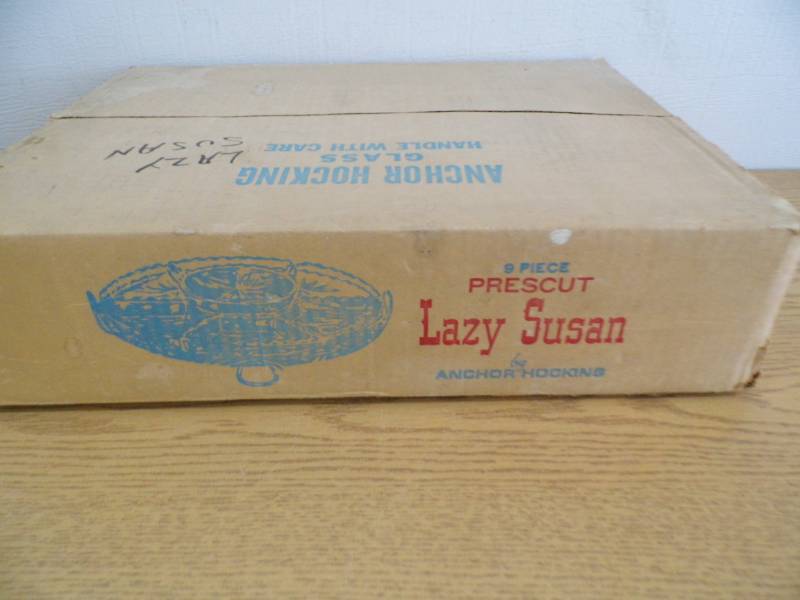 LAZY
SUSAN
ANCHOR HOCKING
GLASS
HANDLE WITH CARE
9 PIECE
PRESCUT
Lazy Susan
by
ANCHOR HOCKING